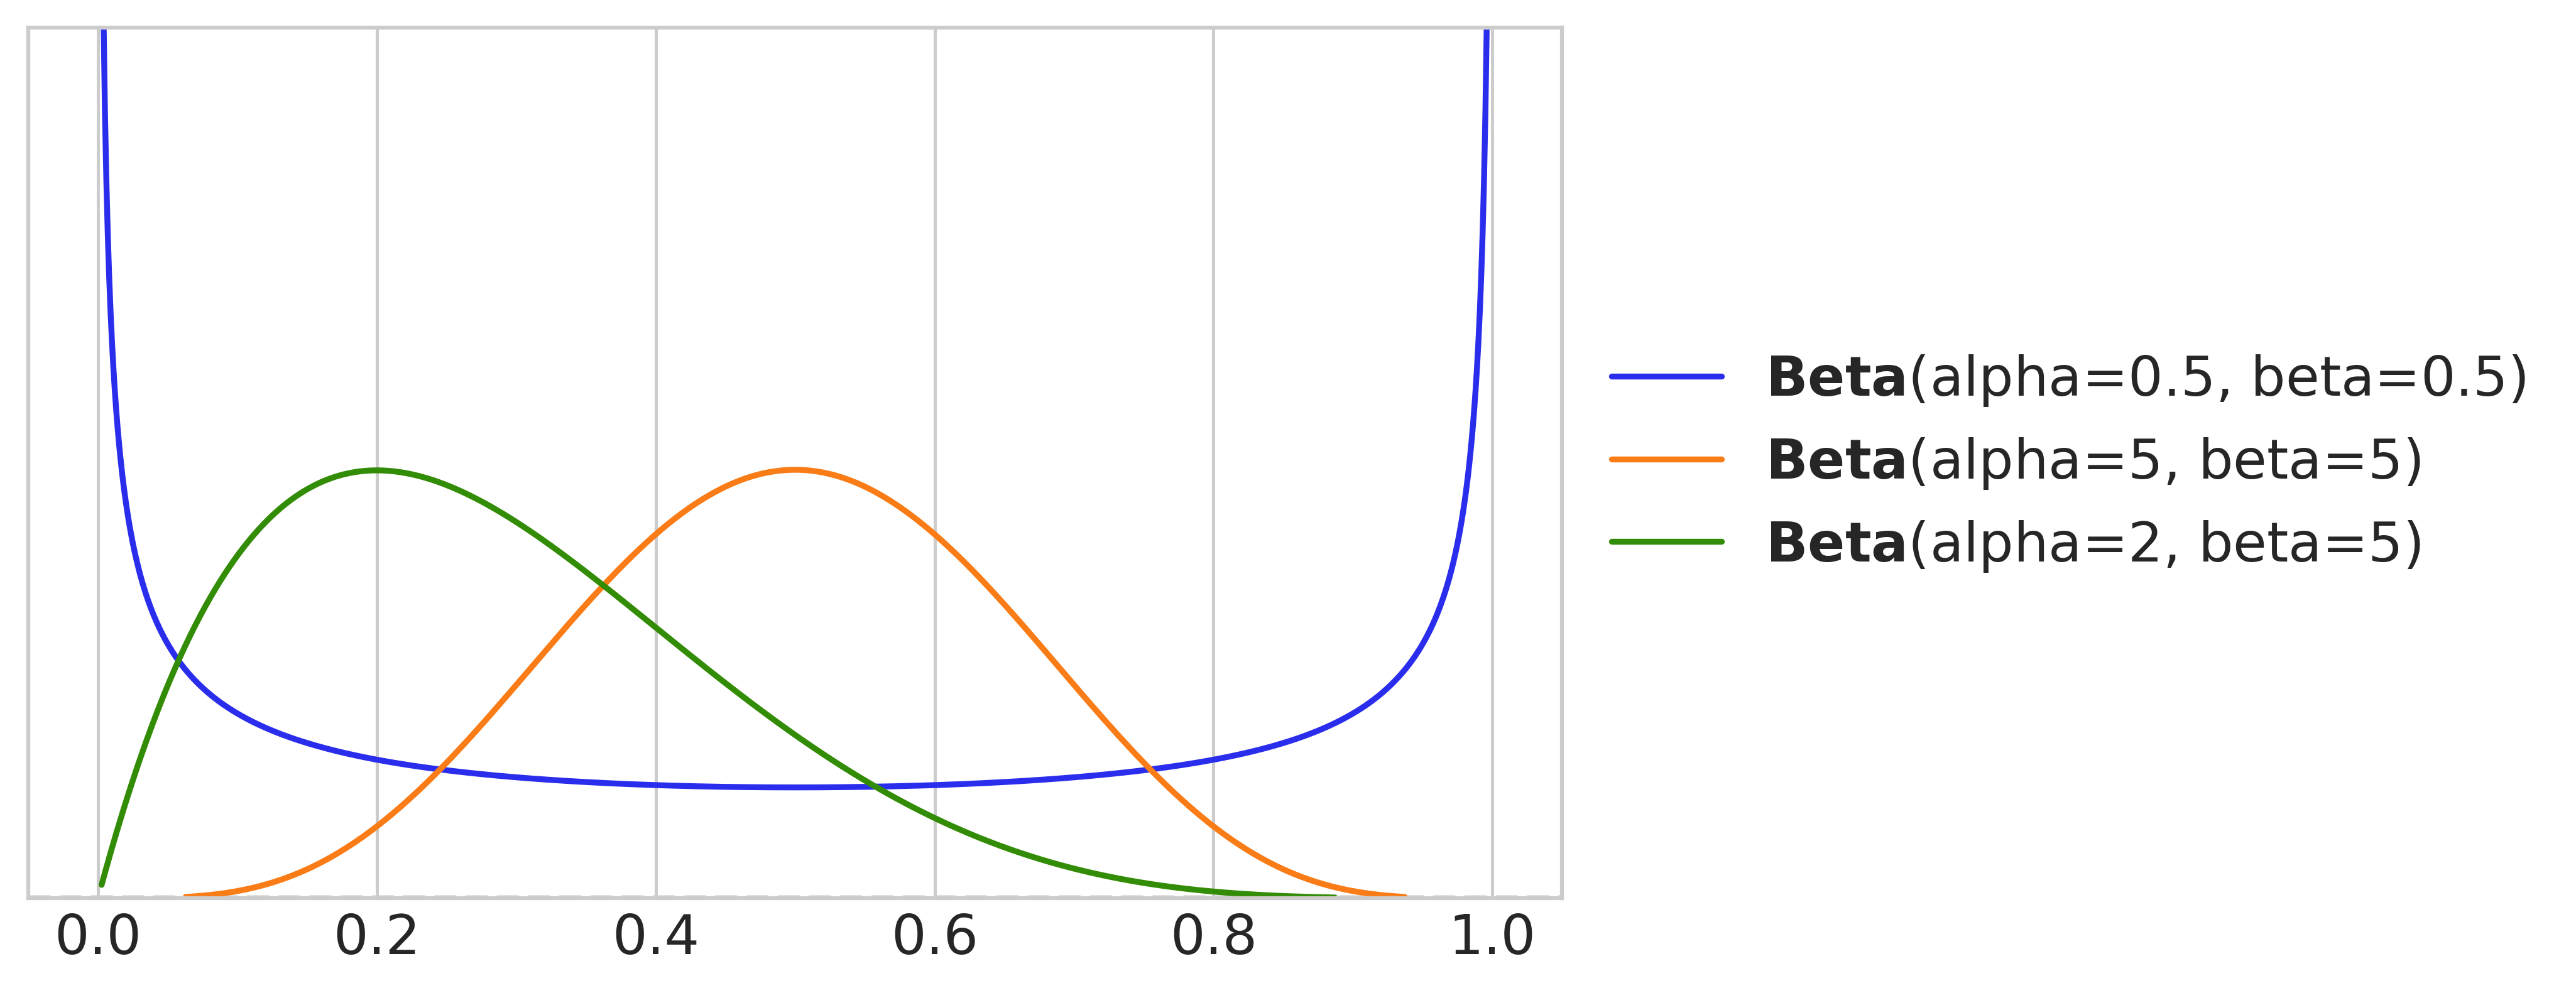 Beta(alpha=0.5, beta=0.5)
Beta(alpha=5, beta=5)
Beta(alpha=2, beta=5)
0.0 0.2 0.4 0.6 0.8 1.0